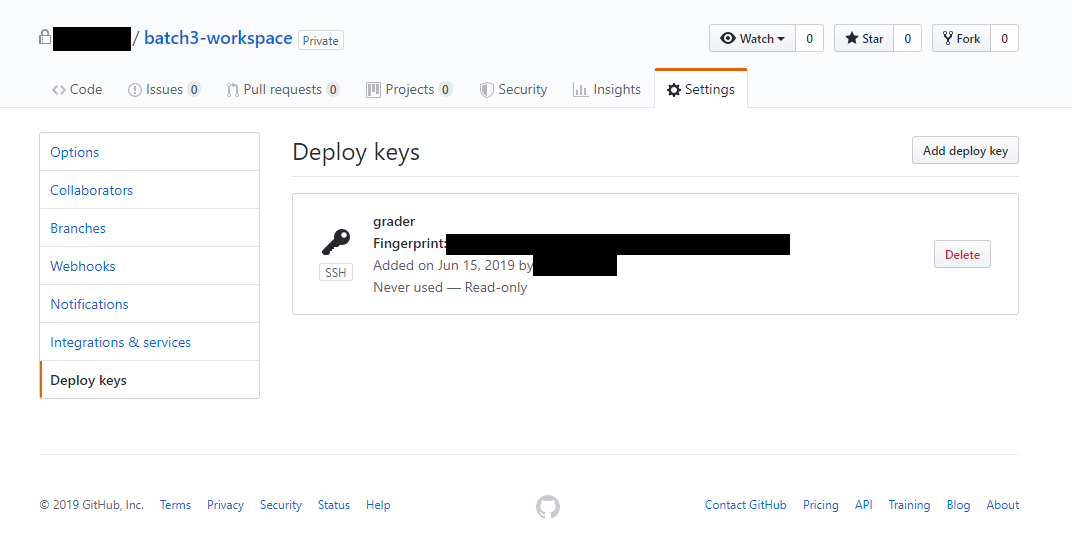 / batch3-workspace Private
Watch 0 Star 0 Fork 0
Code Issues 0 Pull requests 0 Projects 0 Security Insights Settings
Options
Collaborators
Branches
Webhooks
Notifications
Integrations & services
Deploy keys
Deploy keys
Add deploy key
SSH
grader
Fingerprint:
Added on Jun 15, 2019 by
Never used — Read-only
Delete
© 2019 GitHub, Inc. Terms Privacy Security Status Help
Contact GitHub Pricing API Training Blog About